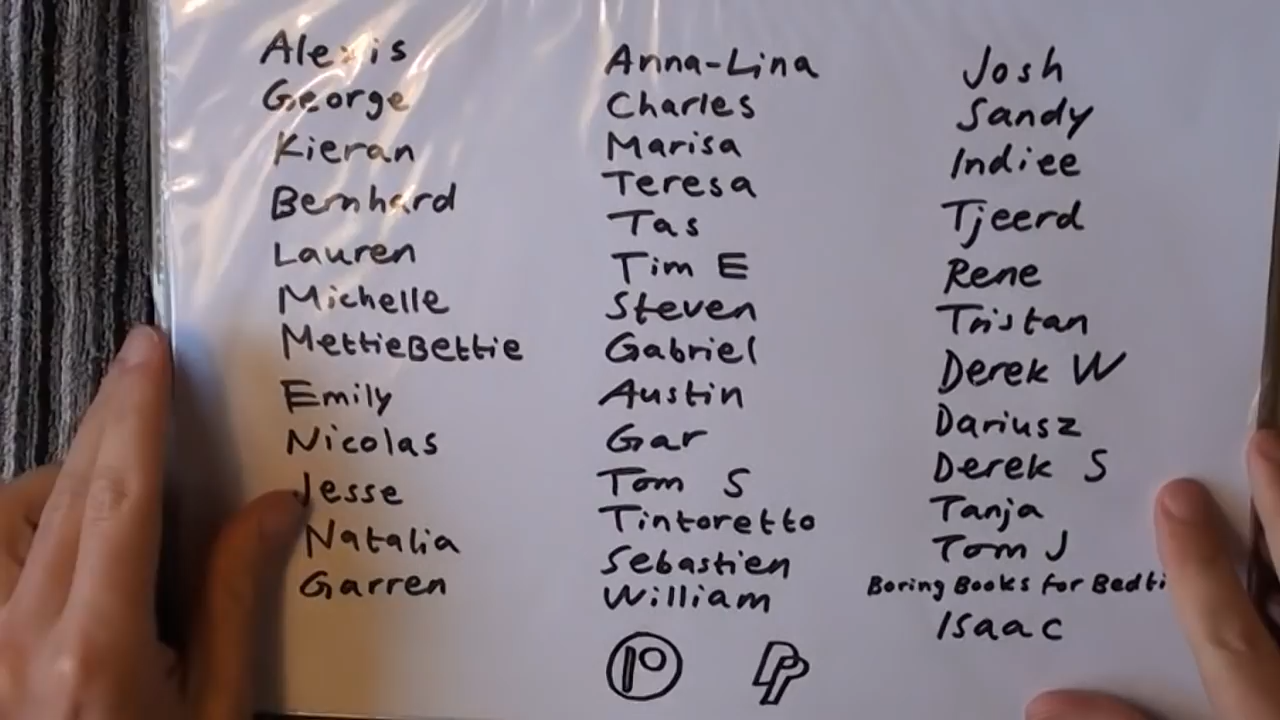 Alexis
George
Kieran
Bernhard
Lauren
Michelle
MettieBettie
Emily
Nicolas
Jesse
Natalia
Garren
Anna-Lina
Charles
Marisa
Teresa
Tas
Tim E
Steven
Gabriel
Austin
Gar
Tom S
Tintoretto
Sebastien
William
Josh
Sandy
Indiee
Tjeerd
Rene
Tristan
Derek W
Dariusz
Derek S
Tanja
Tom J
Boring Books for Bedti
Isaac